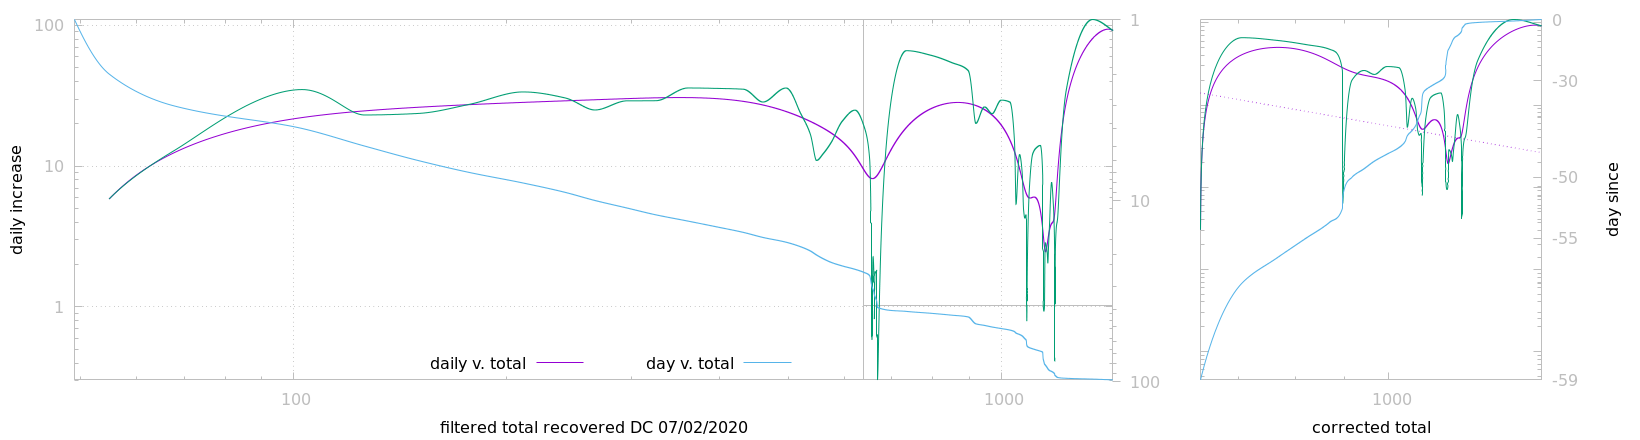 100
10
1
daily increase
daily v. total
day v. total
100
1000
filtered total recovered DC 07/02/2020
1
10
100
0
-30
-50
-55
-59
day since
1000
corrected total